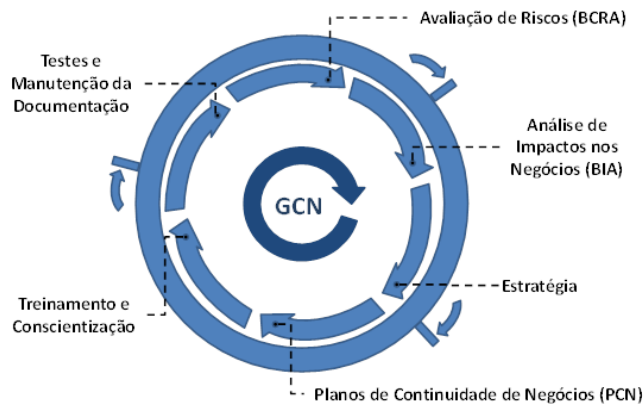 Avaliação de Riscos (BCRA)
Testes e
Manutenção da
Documentação
Análise de
Impactos nos
Negócios (BIA)
GCN
Estratégia
Treinamento e
Conscientização
Planos de Continuidade de Negócios (PCN)